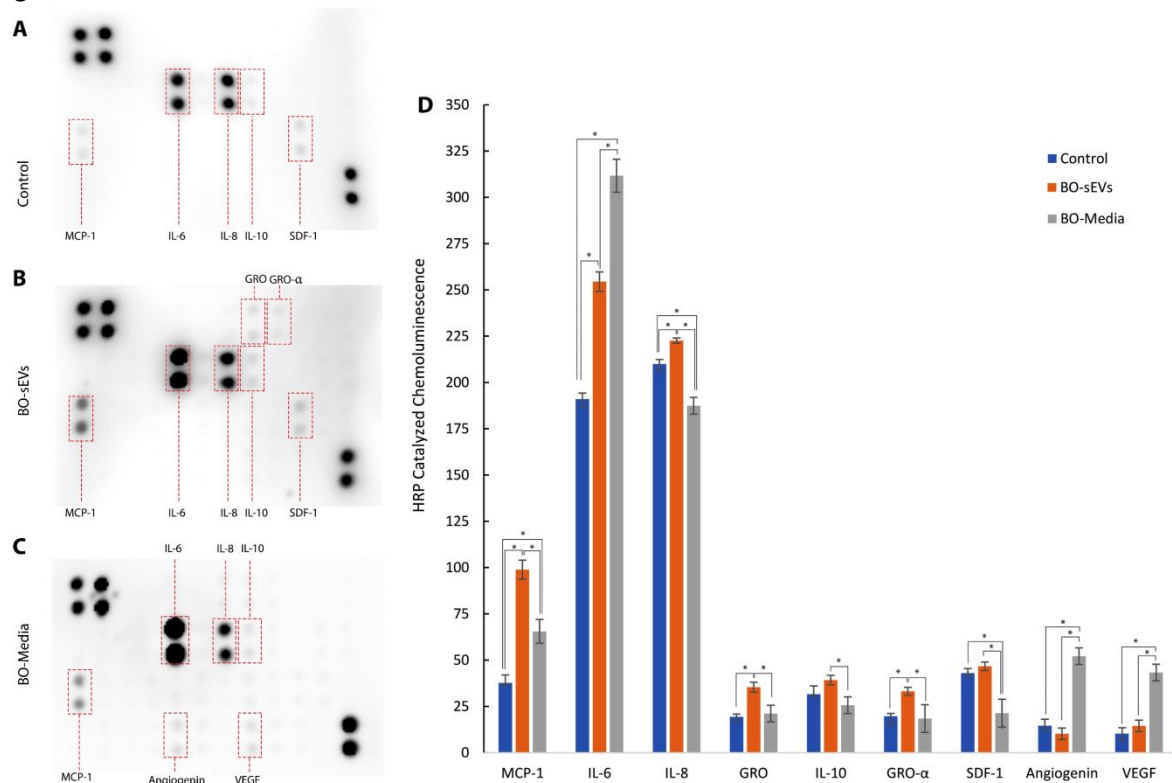 A
Control
MCP-1
IL-6
IL-8
IL-10
SDF-1
B
GRO
GRO-α
BO-sEVs
MCP-1
IL-6
IL-8
IL-10
SDF-1
C
IL-6
IL-8
IL-10
BO-Media
MCP-1
Angiogenin
VEGF
D
HRP Catalyzed Chemoluminescence
350
325
300
275
250
225
200
175
150
125
100
75
50
25
0
* * *
* * *
* * *
* *
*
* *
* *
* *
* *
Control
BO-sEVs
BO-Media
MCP-1 IL-6 IL-8 GRO IL-10 GRO-α SDF-1 Angiogenin VEGF